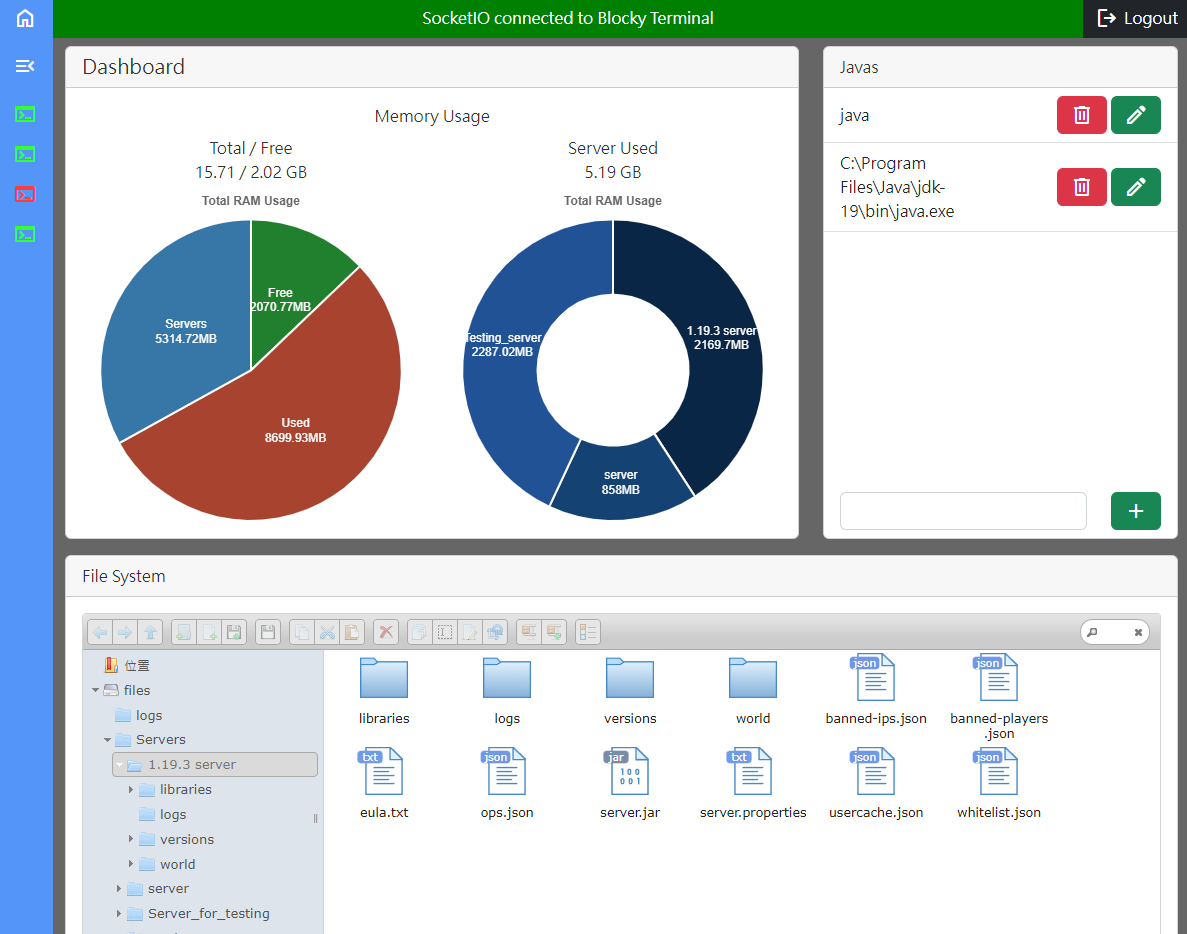 SocketIO connected to Blocky Terminal
Logout
Dashboard
Memory Usage
Total / Free
15.71 / 2.02 GB
Total RAM Usage
Free
2070.77MB
Servers
5314.72MB
Used
8699.93MB
Server Used
5.19 GB
Total RAM Usage
Testing_server
2287.02MB
1.19.3 server
2169.7MB
server
858MB
Javas
java
C:\Program
Files\Java\jdk-
19\bin\java.exe
+
File System
位置
files
logs
Servers
1.19.3 server
libraries
logs
versions
world
server
Server_for_testing
libraries
logs
versions
world
json
banned-ips.json
json
banned-players
.json
txt
eula.txt
json
ops.json
jar
100
001
server.jar
txt
server.properties
json
usercache.json
json
whitelist.json